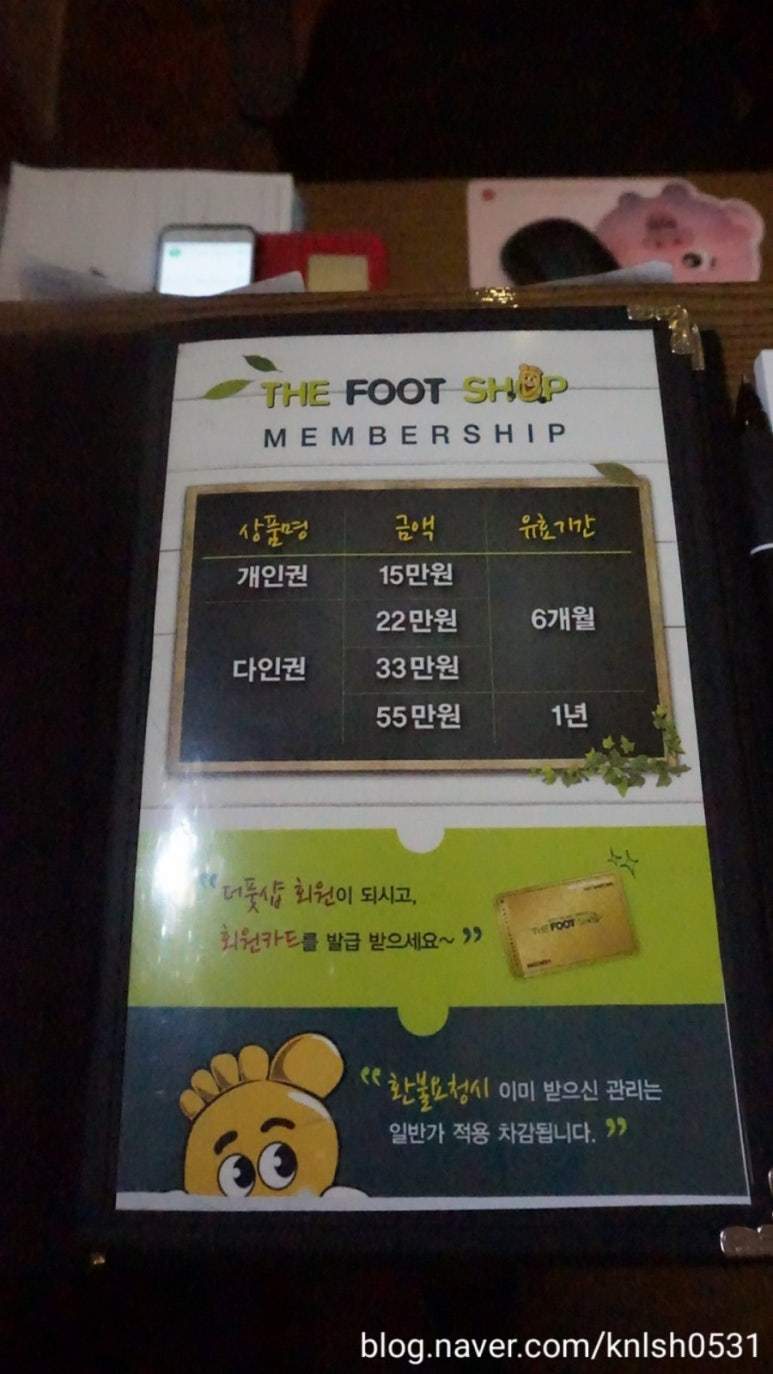 THE FOOT SHOP
MEMBERSHIP
상품명 금액 유효기간
개인권 15만원
22만원 6개월
다인권 33만원
55만원 1년
“더풋샵 회원이 되시고,
회원카드를 발급 받으세요~”
THE FOOT SHOP
“환불요청시 이미 받으신 관리는
일반가 적용 차감됩니다.”
blog.naver.com/knlsh0531